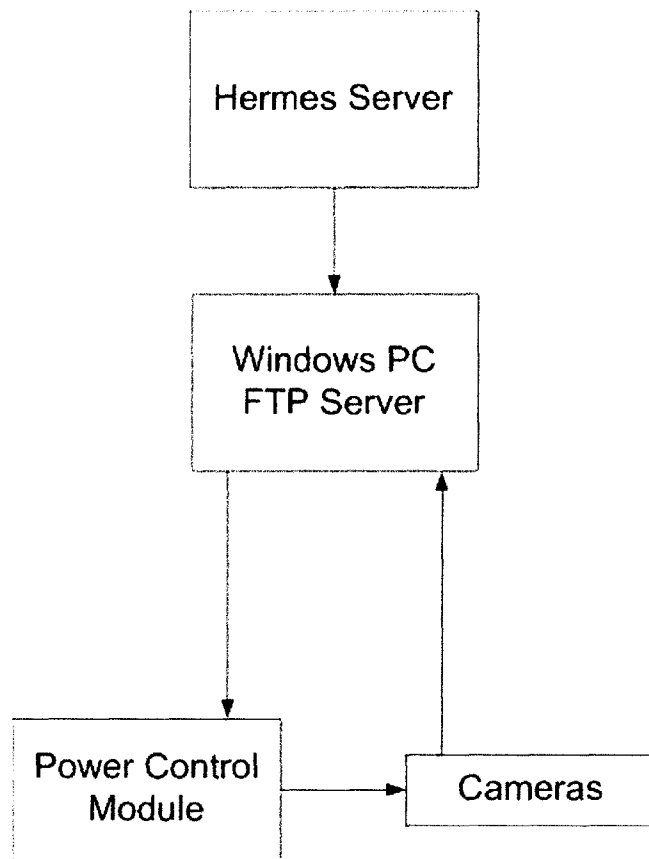 Hermes Server
Windows PC
FTP Server
Power Control
Module
Cameras